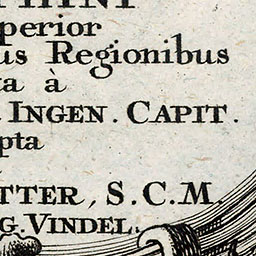 perior
us Regionibus
ta à
INGEN. CAPIT.
pta
TTER, S.C.M.
G. VINDEL.